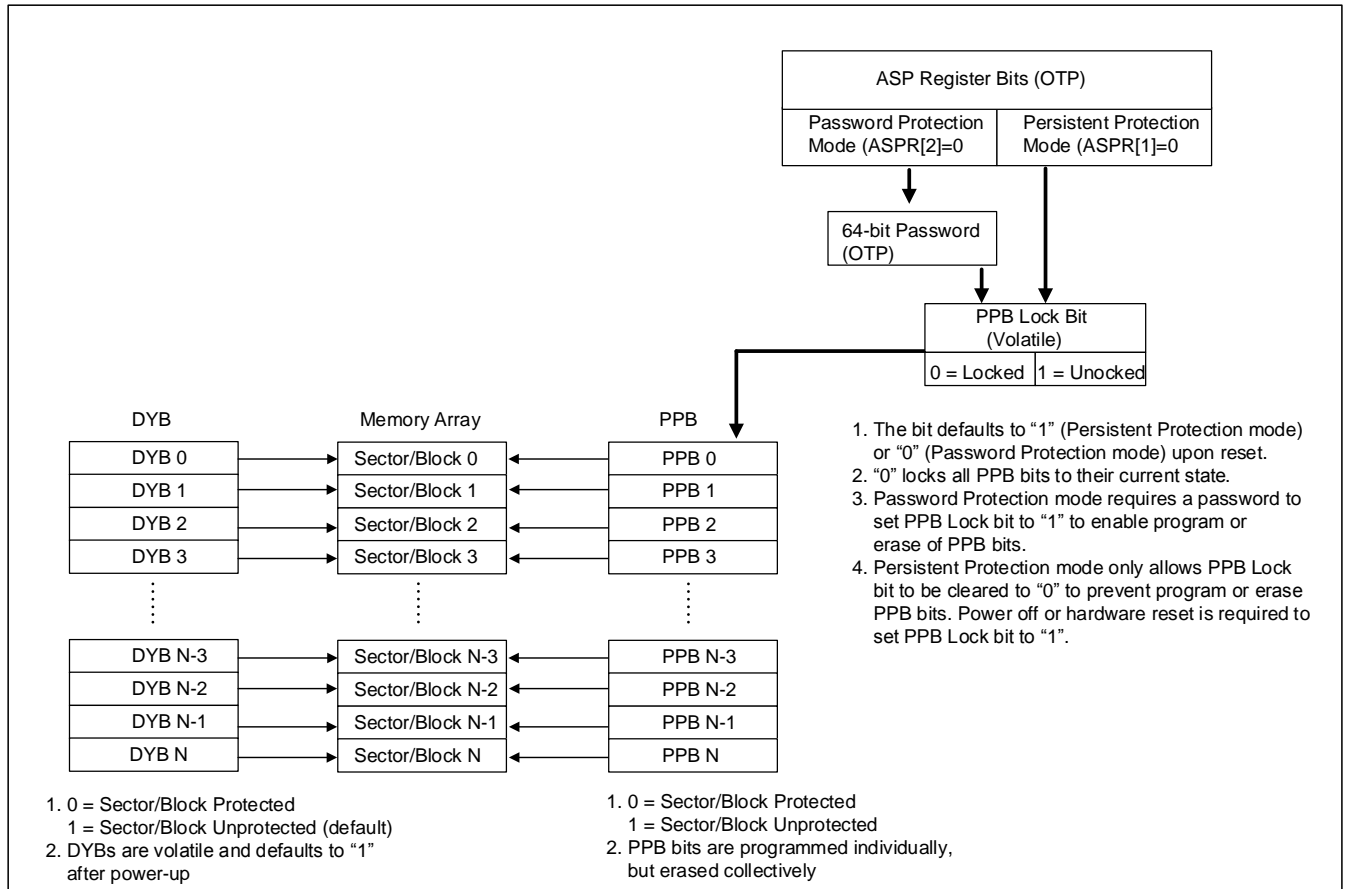 ASP Register Bits (OTP)
Password Protection
Mode (ASPR[2]=0
Persistent Protection
Mode (ASPR[1]=0
64-bit Password
(OTP)
PPB Lock Bit
(Volatile)
0 = Locked
1 = Unocked
DYB
Memory Array
PPB
DYB 0
Sector/Block 0
PPB 0
DYB 1
Sector/Block 1
PPB 1
DYB 2
Sector/Block 2
PPB 2
DYB 3
Sector/Block 3
PPB 3
DYB N-3
Sector/Block N-3
PPB N-3
DYB N-2
Sector/Block N-2
PPB N-2
DYB N-1
Sector/Block N-1
PPB N-1
DYB N
Sector/Block N
PPB N
1. The bit defaults to “1” (Persistent Protection mode)
or “0” (Password Protection mode) upon reset.
2. “0” locks all PPB bits to their current state.
3. Password Protection mode requires a password to
set PPB Lock bit to “1” to enable program or
erase of PPB bits.
4. Persistent Protection mode only allows PPB Lock
bit to be cleared to “0” to prevent program or erase
PPB bits. Power off or hardware reset is required to
set PPB Lock bit to “1”.
1. 0 = Sector/Block Protected
1 = Sector/Block Unprotected (default)
2. DYBs are volatile and defaults to “1”
after power-up
1. 0 = Sector/Block Protected
1 = Sector/Block Unprotected
2. PPB bits are programmed individually,
but erased collectively